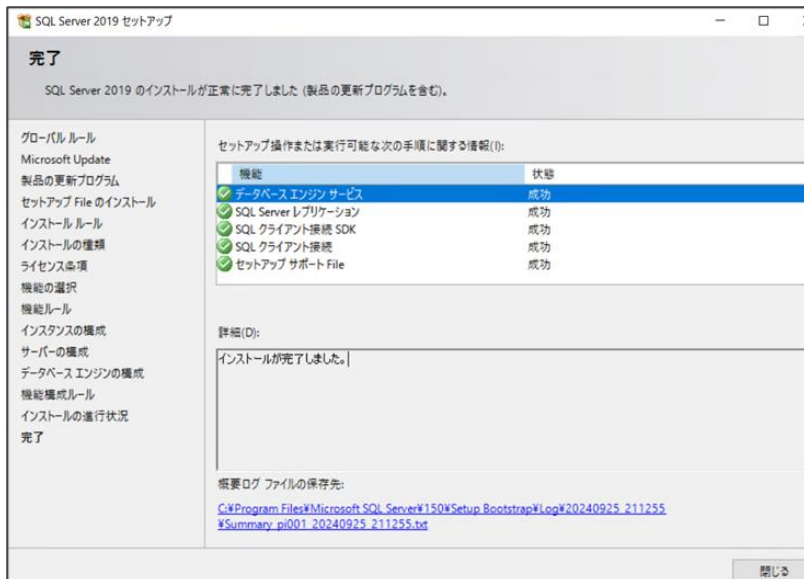 SQL Server 2019 セットアップ
完了
SQL Server 2019 のインストールが正常に完了しました (製品の更新プログラムを含む)。
グローバル ルール
Microsoft Update
製品の更新プログラム
セットアップ File のインストール
インストール ルール
インストールの種類
ライセンス条項
機能の選択
機能ルール
インスタンスの構成
サーバーの構成
データベース エンジンの構成
機能構成ルール
インストールの進行状況
完了
セットアップ操作または実行可能な次の手順に関する情報(I):
機能 状態
データベース エンジン サービス 成功
SQL Server レプリケーション 成功
SQL クライアント接続 SDK 成功
SQL クライアント接続 成功
セットアップ サポート File 成功
詳細(D):
インストールが完了しました。
概要ログ ファイルの保存先:
C:¥Program Files¥Microsoft SQL Server¥150¥Setup Bootstrap¥Log¥20240925_211255
¥Summary_pi001_20240925_211255.txt
閉じる